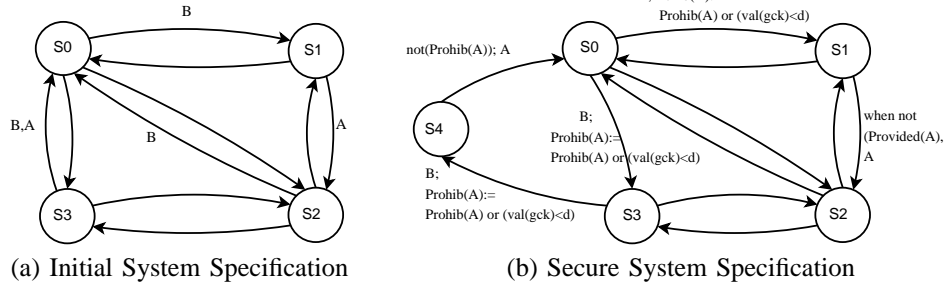 B
S0
S1
B,A
B
A
S3
S2
(a) Initial System Specification
Prohib(A) or (val(gck)<d)
not(Prohib(A)); A
S0
S1
S4
B;
Prohib(A):=
Prohib(A) or (val(gck)<d)
when not
(Provided(A),
A
B;
Prohib(A):=
Prohib(A) or (val(gck)<d)
S3
S2
(b) Secure System Specification